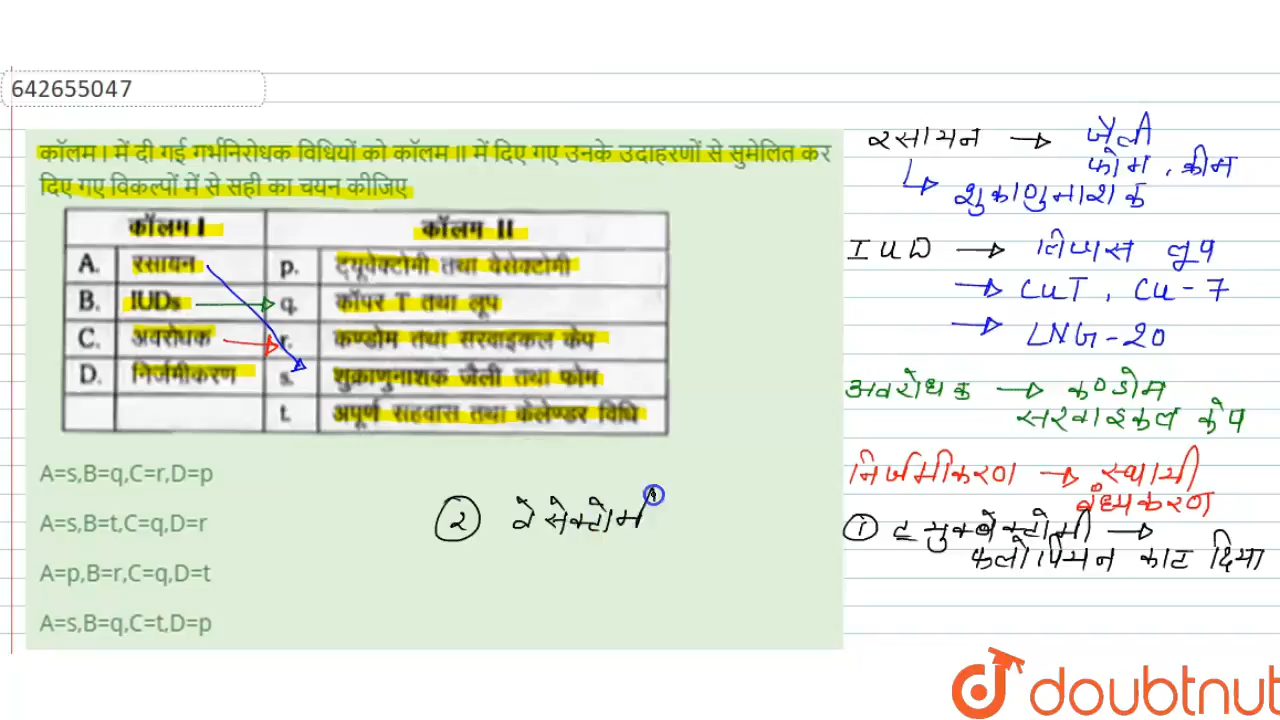 642655047
कॉलम I में दी गई गर्भनिरोधक विधियों को कॉलम II में दिए गए उनके उदाहरणों से सुमेलित कर
दिए गए विकल्पों में से सही का चयन कीजिए
कॉलम I कॉलम II
A. रसायन p. ट्यूवेक्टोमी तथा वेसेक्टोमी
B. IUDs q. कॉपर T तथा लूप
C. अवरोधक r. कण्डोम तथा सरवाइकल केप
D. निर्जमीकरण s. शुक्राणुनाशक जैली तथा फोम
t. अपूर्ण सहवास तथा केलेण्डर विधि
A=s,B=q,C=r,D=p
A=s,B=t,C=q,D=r
A=p,B=r,C=q,D=t
A=s,B=q,C=t,D=p
② वेसेक्टोमी
रसायन → जैली
फोम, क्रीम
शुक्राणुनाशक
IUD → लिप्पस लूप
→ CUT, Cu-7
→ LNG-20
अवरोधक → कण्डोम
सरवाइकल केप
निर्जमीकरण → स्थायी
बंध्यकरण
① ट्युबेक्टोमी →
फलोपियन काट दिया
doubtnut